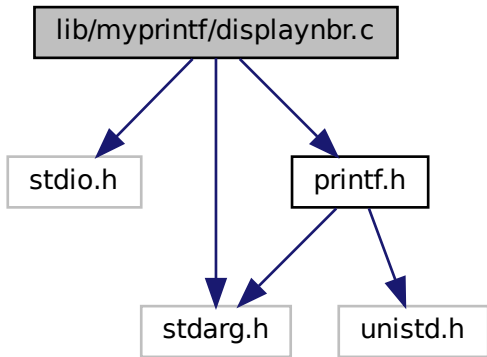 lib/myprintf/displaynbr.c
stdio.h
printf.h
stdarg.h
unistd.h